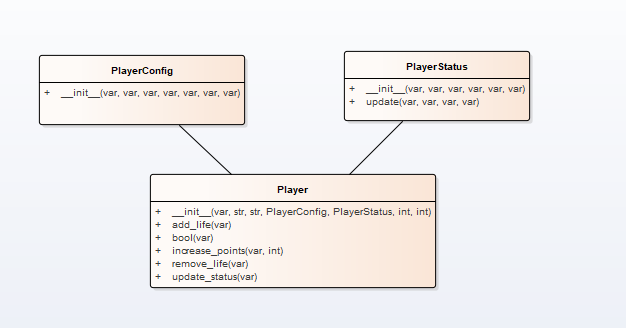 PlayerConfig
+ __init__(var, var, var, var, var, var, var)
PlayerStatus
+ __init__(var, var, var, var, var, var)
+ update(var, var, var, var)
Player
+ __init__(var, str, str, PlayerConfig, PlayerStatus, int, int)
+ add_life(var)
+ bool(var)
+ increase_points(var, int)
+ remove_life(var)
+ update_status(var)